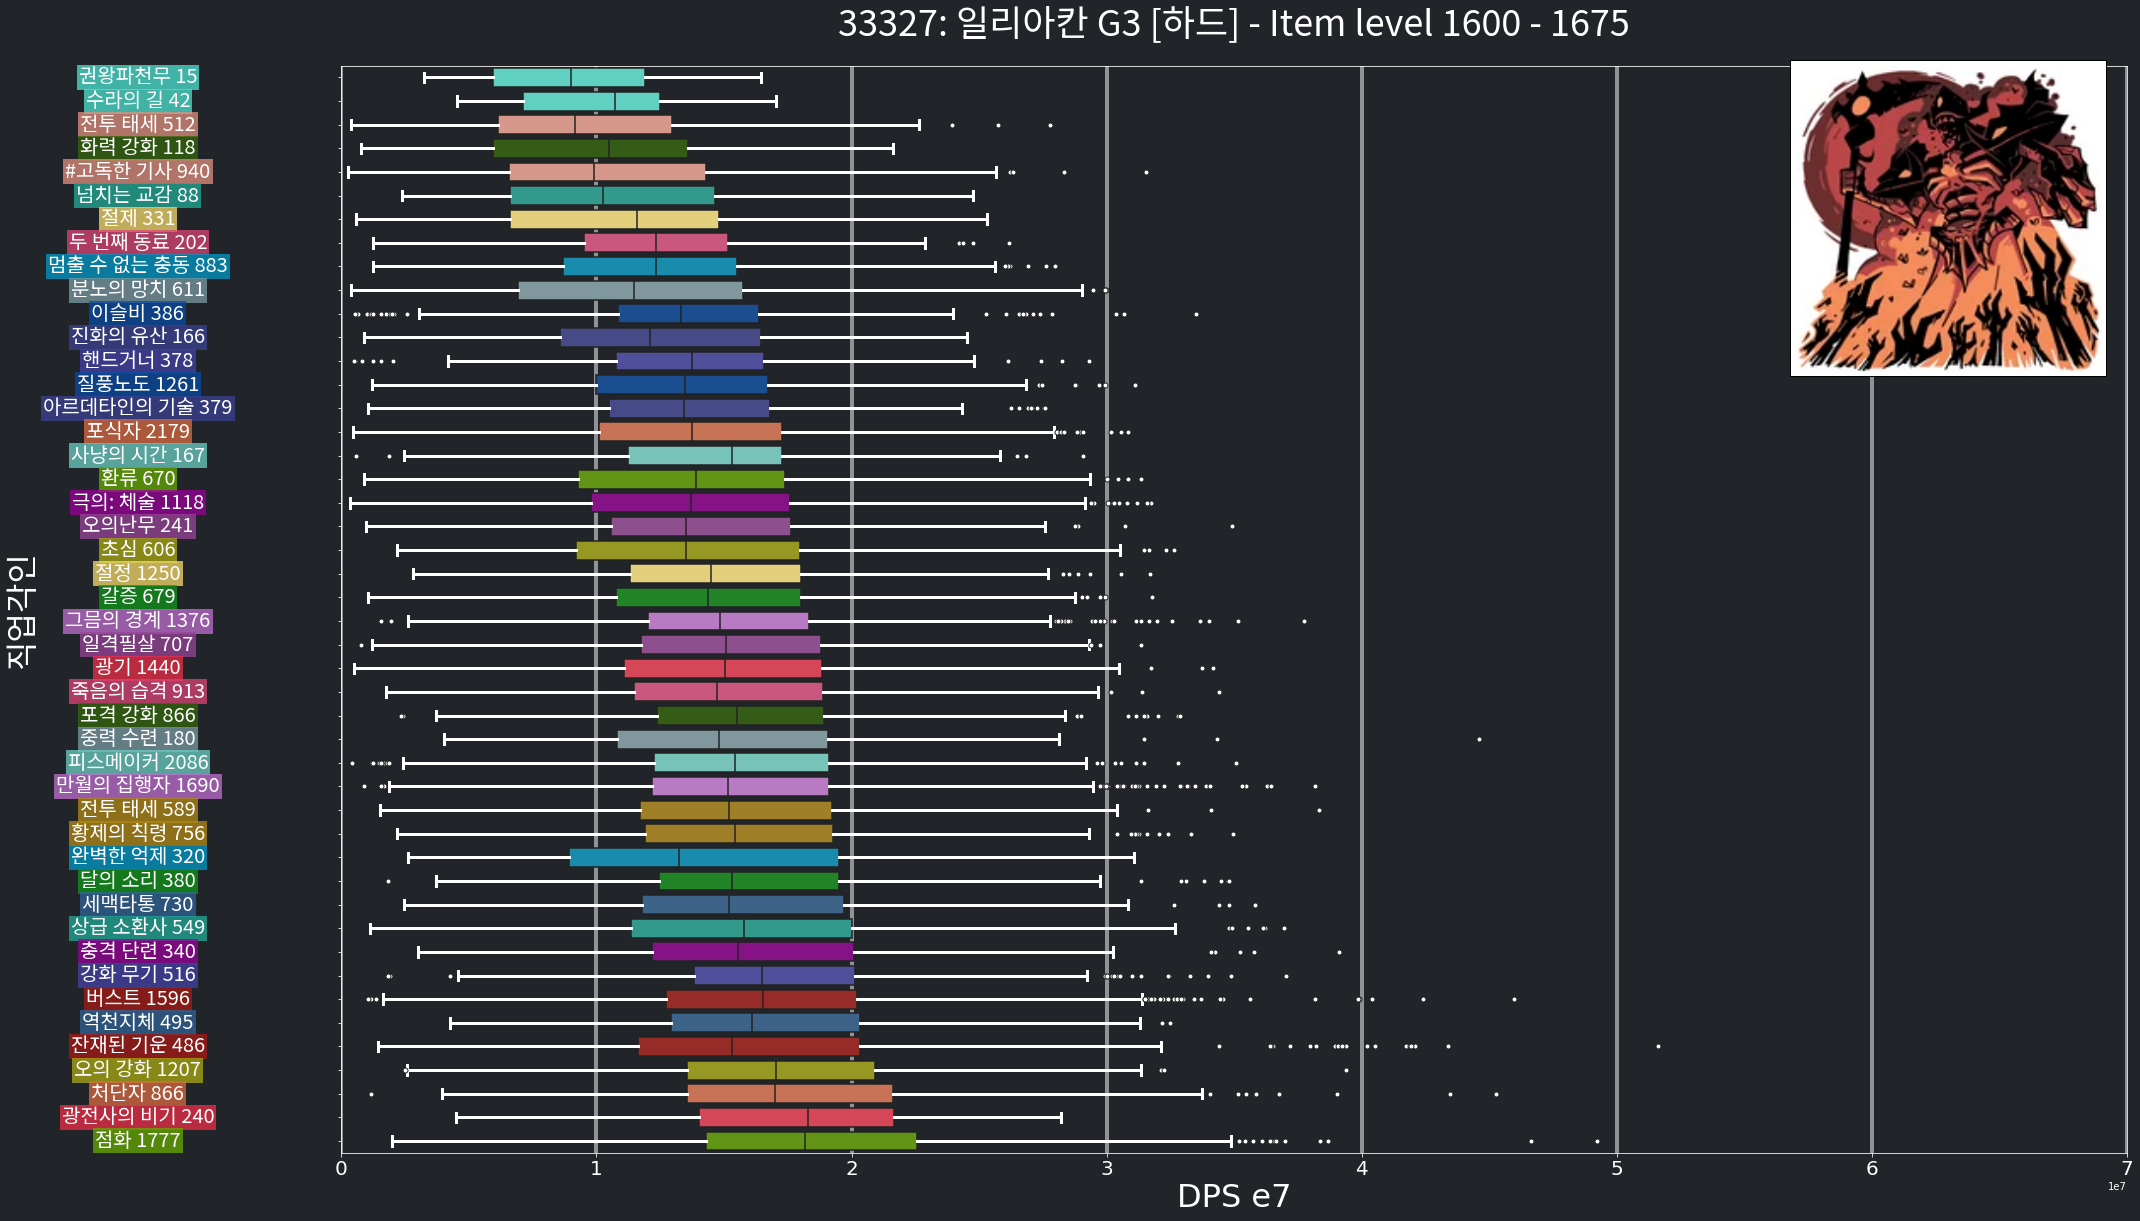 33327: 일리아칸 G3 [하드] - Item level 1600 - 1675
권왕파천무 15
수라의 길 42
전투 태세 512
화력 강화 118
#고독한 기사 940
넘치는 교감 88
절제 331
두 번째 동료 202
멈출 수 없는 충동 883
분노의 망치 611
이슬비 386
진화의 유산 166
핸드거너 378
질풍노도 1261
아르데타인의 기술 379
포식자 2179
사냥의 시간 167
환류 670
극의: 체술 1118
오의난무 241
초심 606
절정 1250
갈증 679
그믐의 경계 1376
일격필살 707
광기 1440
죽음의 습격 913
포격 강화 866
중력 수련 180
피스메이커 2086
만월의 집행자 1690
전투 태세 589
황제의 칙령 756
완벽한 억제 320
달의 소리 380
세맥타통 730
상급 소환사 549
충격 단련 340
강화 무기 516
버스트 1596
역천지체 495
잔재된 기운 486
오의 강화 1207
처단자 866
광전사의 비기 240
점화 1777
직업각인
0 1 2 3 4 5 6 7
1e7
DPS e7